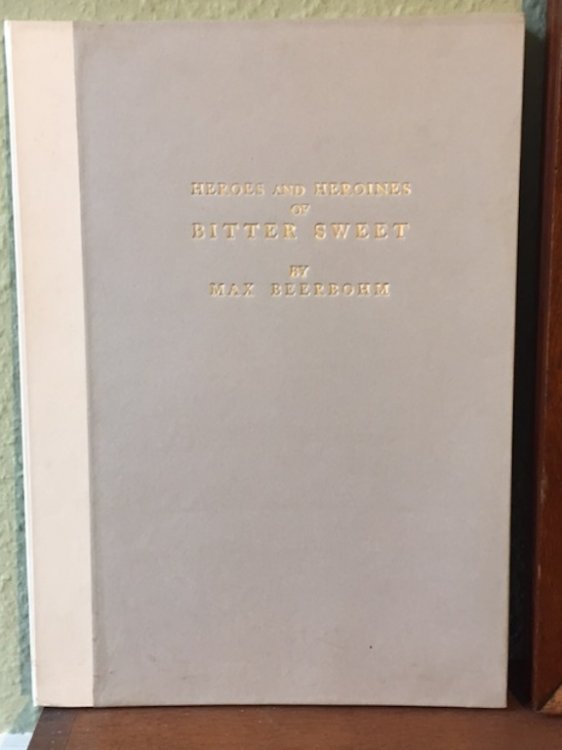 HEROES AND HEROINES
OF
BITTER SWEET
BY
MAX BEERBOHM